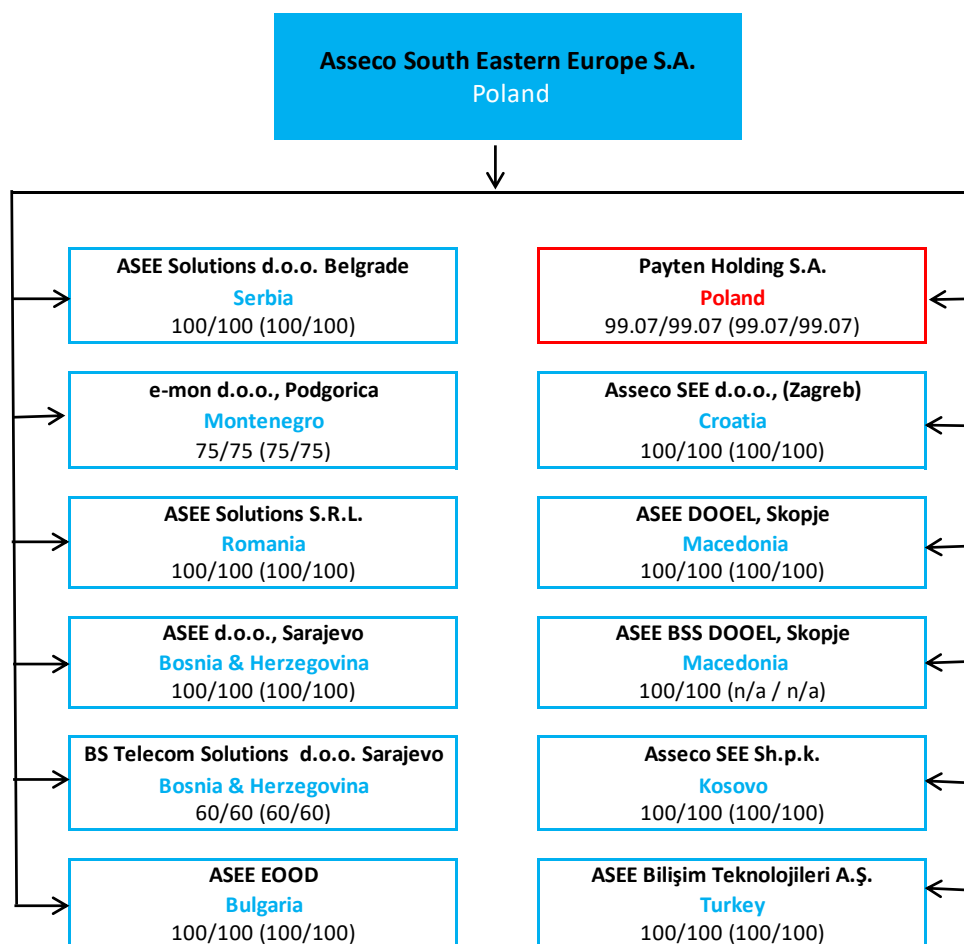 Asseco South Eastern Europe S.A.
Poland
ASEE Solutions d.o.o. Belgrade
Serbia
100/100 (100/100)
Payten Holding S.A.
Poland
99.07/99.07 (99.07/99.07)
e-mon d.o.o., Podgorica
Montenegro
75/75 (75/75)
Asseco SEE d.o.o., (Zagreb)
Croatia
100/100 (100/100)
ASEE Solutions S.R.L.
Romania
100/100 (100/100)
ASEE DOOEL, Skopje
Macedonia
100/100 (100/100)
ASEE d.o.o., Sarajevo
Bosnia & Herzegovina
100/100 (100/100)
ASEE BSS DOOEL, Skopje
Macedonia
100/100 (n/a / n/a)
BS Telecom Solutions d.o.o. Sarajevo
Bosnia & Herzegovina
60/60 (60/60)
Asseco SEE Sh.p.k.
Kosovo
100/100 (100/100)
ASEE EOOD
Bulgaria
100/100 (100/100)
ASEE Bilişim Teknolojileri A.Ş.
Turkey
100/100 (100/100)